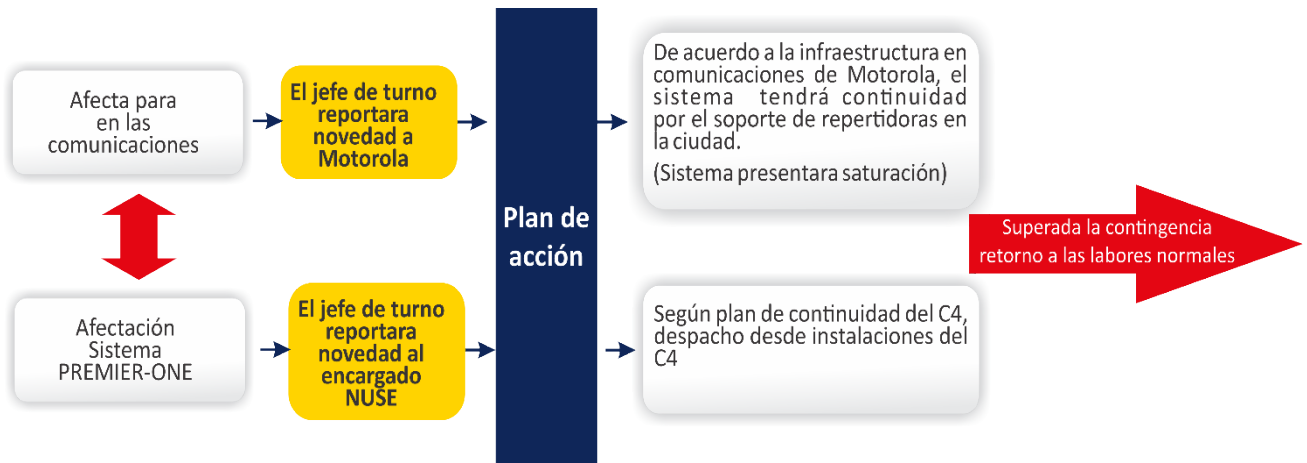 Afecta para
en las
comunicaciones
El jefe de turno
reportara
novedad a
Motorola
Plan de
acción
De acuerdo a la infraestructura en
comunicaciones de Motorola, el
sistema tendrá continuidad
por el soporte de repertidoras en
la ciudad.
(Sistema presentara saturación)
Superada la contingencia
retorno a las labores normales
Afectación
Sistema
PREMIER-ONE
El jefe de turno
reportara
novedad al
encargado
NUSE
Según plan de continuidad del C4,
despacho desde instalaciones del
C4